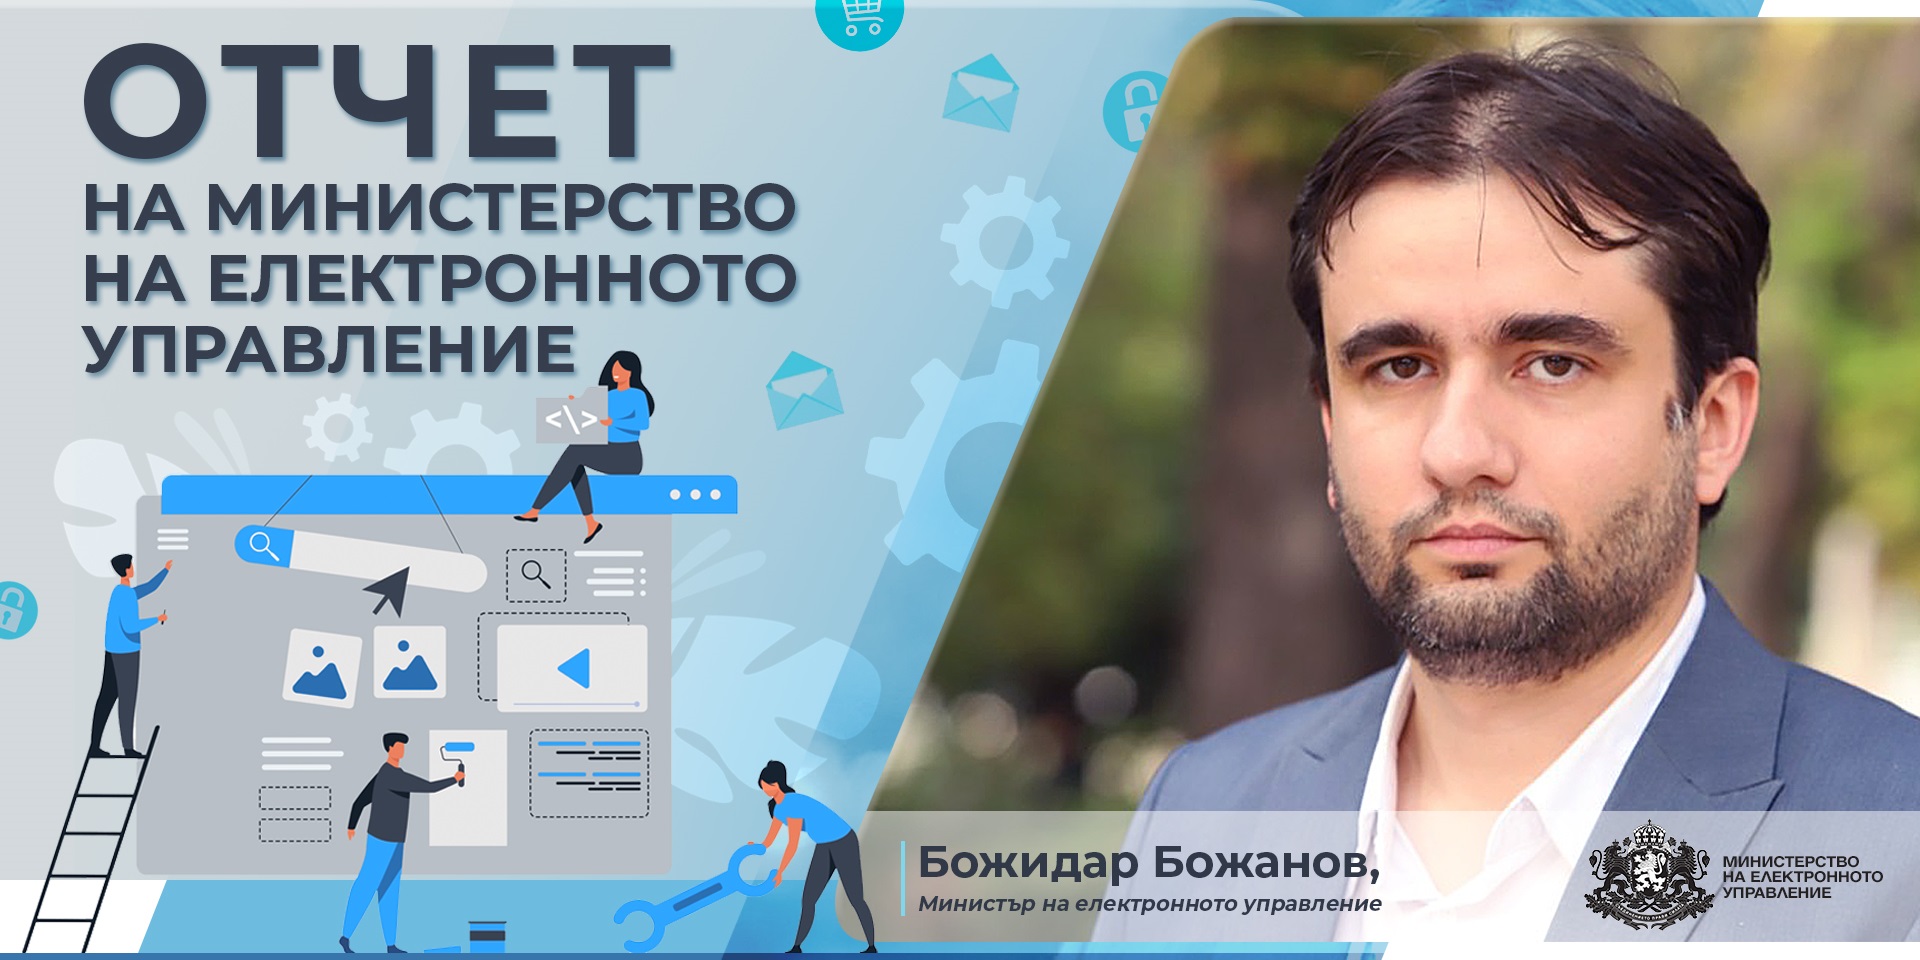 ОТЧЕТ
НА МИНИСТЕРСТВО
НА ЕЛЕКТРОННОТО
УПРАВЛЕНИЕ
<\>
Божидар Божанов,
Министър на електронното управление
МИНИСТЕРСТВО
НА ЕЛЕКТРОННОТО
УПРАВЛЕНИЕ